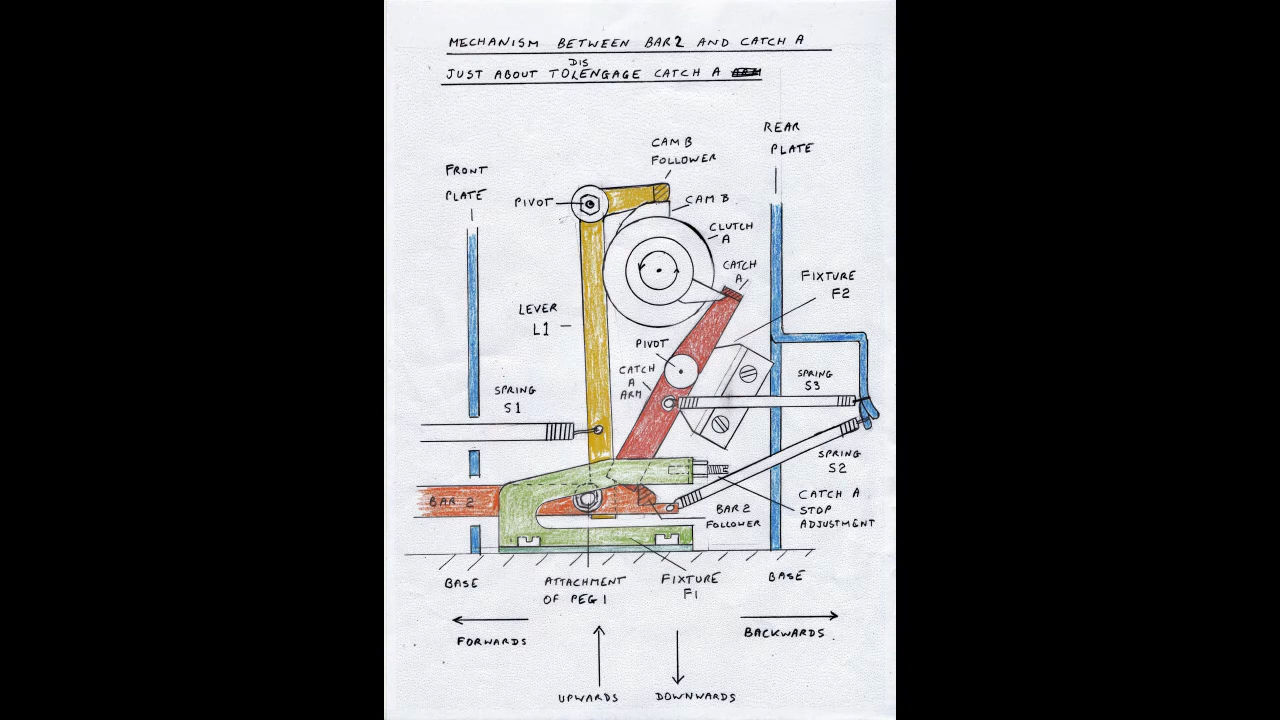 MECHANISM BETWEEN BAR2 AND CATCH A
DIS
JUST ABOUT TO ENGAGE CATCH A
REAR
PLATE
CAM B
FOLLOWER
FRONT
PLATE
PIVOT
CAM B
CLUTCH
A
CATCH
A
FIXTURE
F2
LEVER
L1
PIVOT
CATCH
A
ARM
SPRING
S3
SPRING
S1
SPRING
S2
BAR 2
CATCH A
STOP
ADJUSTMENT
BAR 2
FOLLOWER
BASE
ATTACHMENT
OF PEG 1
FIXTURE
F1
BASE
FORWARDS
BACKWARDS
UPWARDS
DOWNWARDS